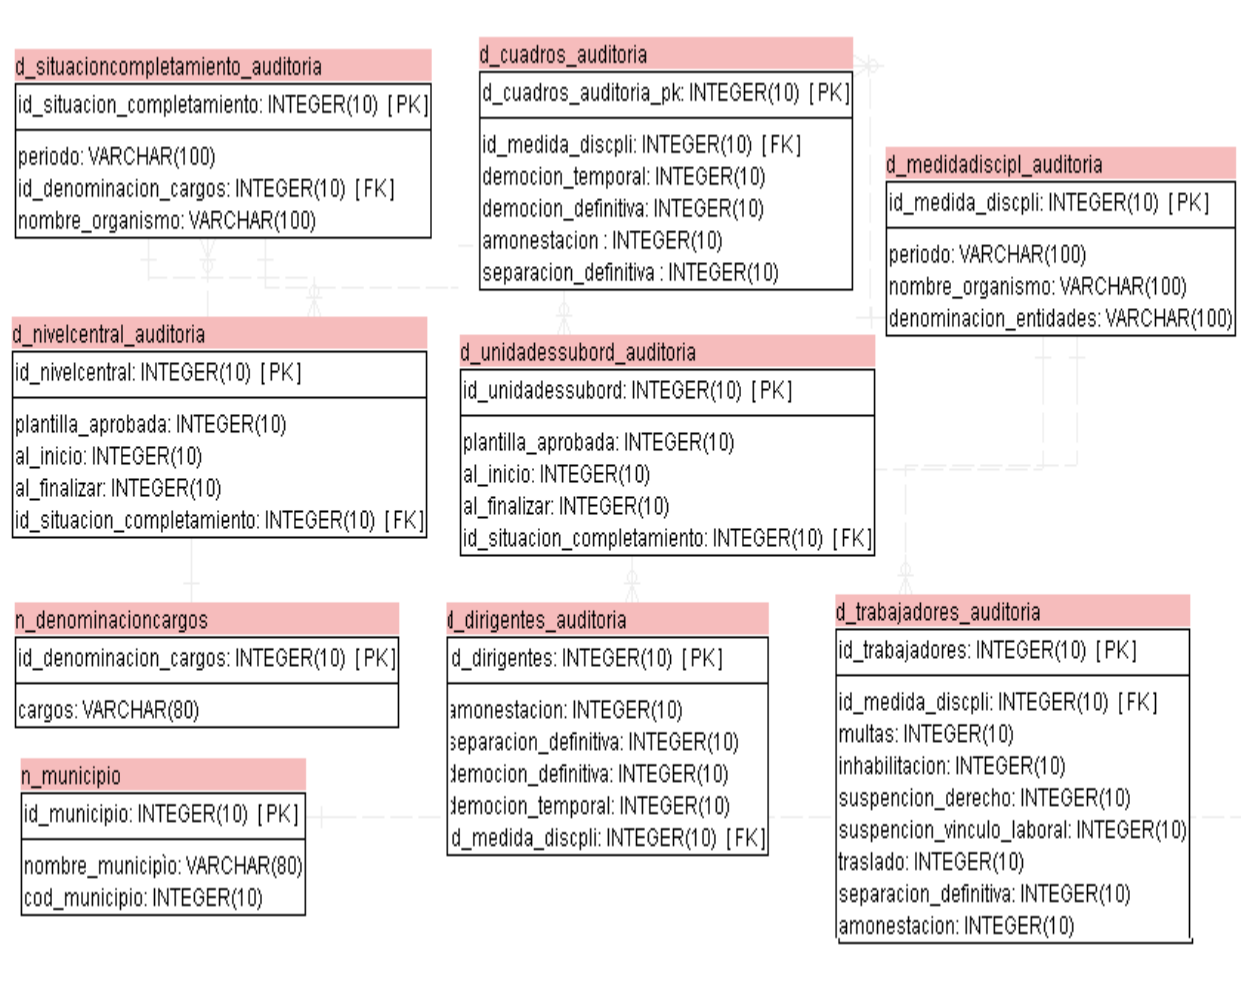 d_situacioncompletamiento_auditoria
id_situacion_completamiento: INTEGER(10) [PK]
periodo: VARCHAR(100)
id_denominacion_cargos: INTEGER(10) [FK]
nombre_organismo: VARCHAR(100)
d_cuadros_auditoria
d_cuadros_auditoria_pk: INTEGER(10) [PK]
id_medida_discpli: INTEGER(10) [FK]
democion_temporal: INTEGER(10)
democion_definitiva: INTEGER(10)
amonestacion : INTEGER(10)
separacion_definitiva : INTEGER(10)
d_medidadiscipl_auditoria
id_medida_discpli: INTEGER(10) [PK]
periodo: VARCHAR(100)
nombre_organismo: VARCHAR(100)
denominacion_entidades: VARCHAR(100)
d_nivelcentral_auditoria
id_nivelcentral: INTEGER(10) [PK]
plantilla_aprobada: INTEGER(10)
al_inicio: INTEGER(10)
al_finalizar: INTEGER(10)
id_situacion_completamiento: INTEGER(10) [FK]
d_unidadessubord_auditoria
id_unidadessubord: INTEGER(10) [PK]
plantilla_aprobada: INTEGER(10)
al_inicio: INTEGER(10)
al_finalizar: INTEGER(10)
id_situacion_completamiento: INTEGER(10) [FK]
n_denominacioncargos
id_denominacion_cargos: INTEGER(10) [PK]
cargos: VARCHAR(80)
d_dirigentes_auditoria
d_dirigentes: INTEGER(10) [PK]
amonestacion: INTEGER(10)
separacion_definitiva: INTEGER(10)
democion_definitiva: INTEGER(10)
democion_temporal: INTEGER(10)
d_medida_discpli: INTEGER(10) [FK]
d_trabajadores_auditoria
id_trabajadores: INTEGER(10) [PK]
id_medida_discpli: INTEGER(10) [FK]
multas: INTEGER(10)
inhabilitacion: INTEGER(10)
suspencion_derecho: INTEGER(10)
suspencion_vinculo_laboral: INTEGER(10)
traslado: INTEGER(10)
separacion_definitiva: INTEGER(10)
amonestacion: INTEGER(10)
n_municipio
id_municipio: INTEGER(10) [PK]
nombre_municipìo: VARCHAR(80)
cod_municipio: INTEGER(10)